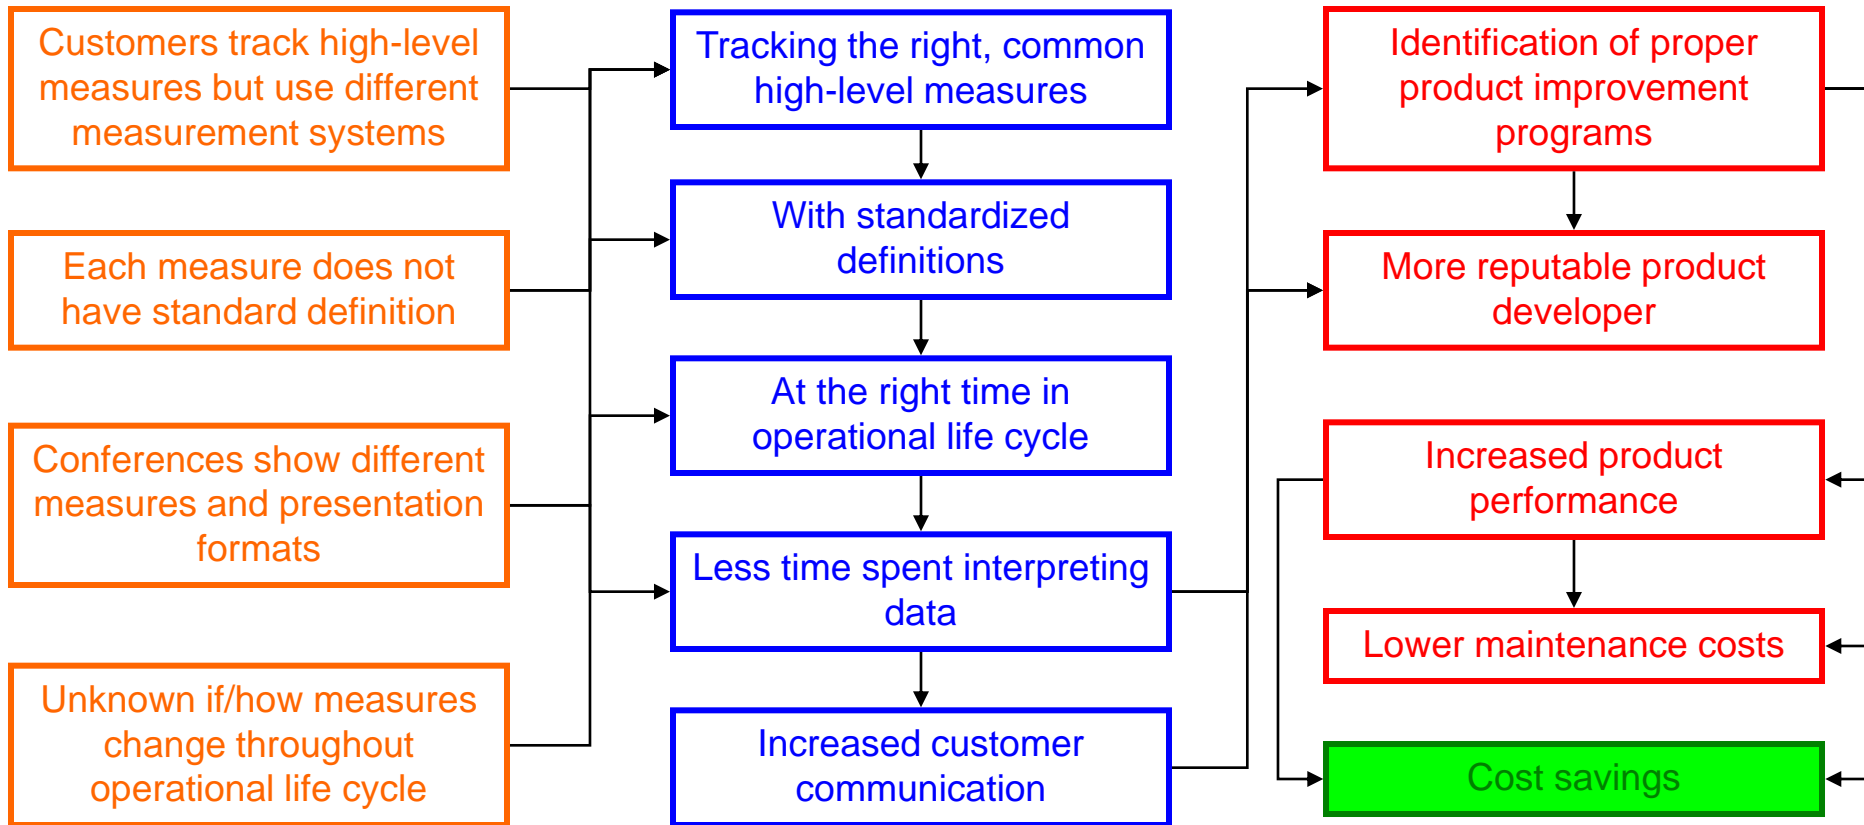 Customers track high-level
measures but use different
measurement systems
Each measure does not
have standard definition
Conferences show different
measures and presentation
formats
Unknown if/how measures
change throughout
operational life cycle
Tracking the right, common
high-level measures
With standardized
definitions
At the right time in
operational life cycle
Less time spent interpreting
data
Increased customer
communication
Identification of proper
product improvement
programs
More reputable product
developer
Increased product
performance
Lower maintenance costs
Cost savings